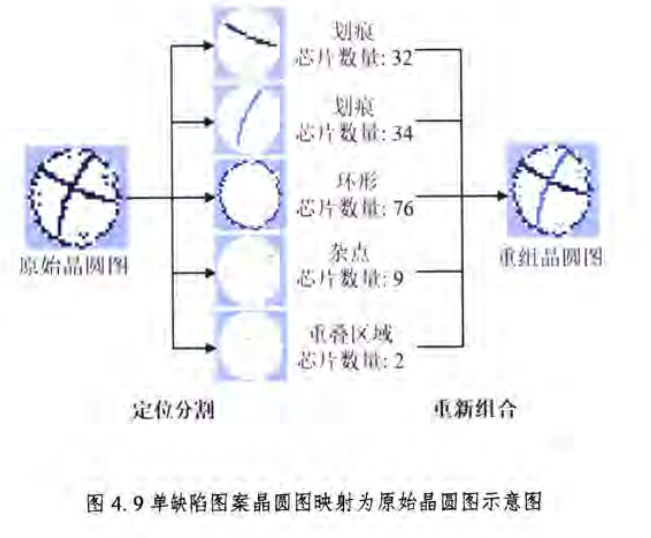 划痕
芯片数量: 32
划痕
芯片数量: 34
环形
芯片数量: 76
杂点
芯片数量: 9
重叠区域
芯片数量: 2
原始晶圆图
重组晶圆图
定位分割
重新组合
图 4.9 单缺陷图案晶圆图映射为原始晶圆图示意图